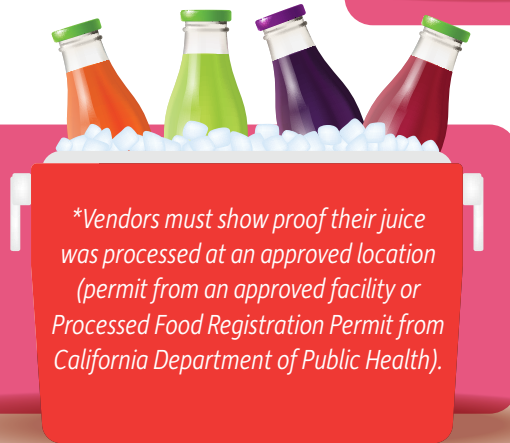 *Vendors must show proof their juice
was processed at an approved location
(permit from an approved facility or
Processed Food Registration Permit from
California Department of Public Health).